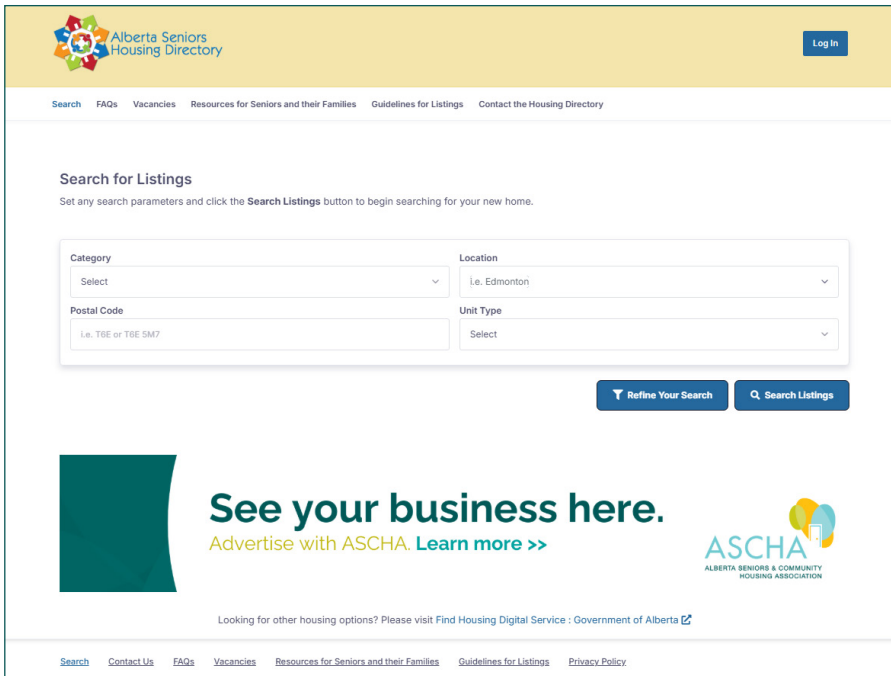 Alberta Seniors
Housing Directory
Log In
Search FAQs Vacancies Resources for Seniors and their Families Guidelines for Listings Contact the Housing Directory
Search for Listings
Set any search parameters and click the Search Listings button to begin searching for your new home.
Category
Select
Location
i.e. Edmonton
Postal Code
i.e. T6E or T6E 5M7
Unit Type
Select
Refine Your Search
Search Listings
See your business here.
Advertise with ASCHA. Learn more >>
ASCHA
ALBERTA SENIORS & COMMUNITY
HOUSING ASSOCIATION
Looking for other housing options? Please visit Find Housing Digital Service : Government of Alberta
Search Contact Us FAQs Vacancies Resources for Seniors and their Families Guidelines for Listings Privacy Policy